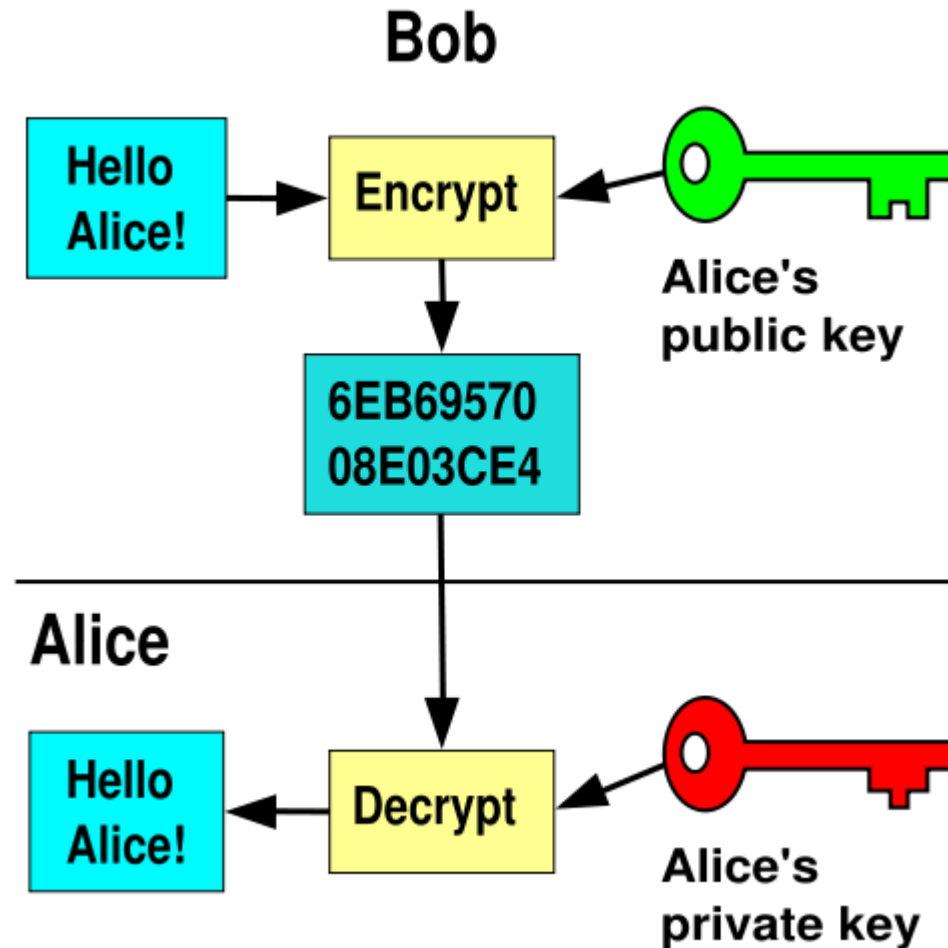 Bob
Hello
Alice!
Encrypt
Alice's
public key
6EB69570
08E03CE4
Alice
Hello
Alice!
Decrypt
Alice's
private key